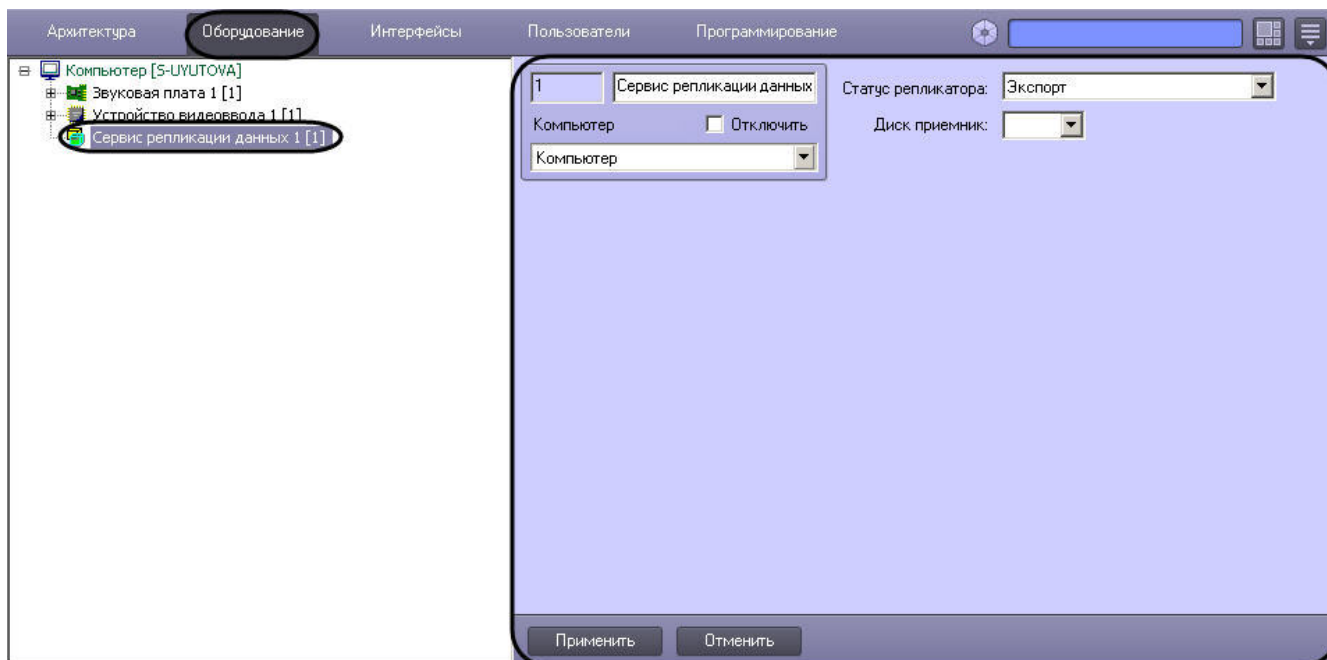 Архитектура Оборудование Интерфейсы Пользователи Программирование
Компьютер [S-UYUTOVA]
Звуковая плата 1 [1]
Устройство видеоввода 1 [1]
Сервис репликации данных 1 [1]
1 Сервис репликации данных
Компьютер Отключить
Компьютер
Статус репликатора: Экспорт
Диск приемник:
Применить Отменить